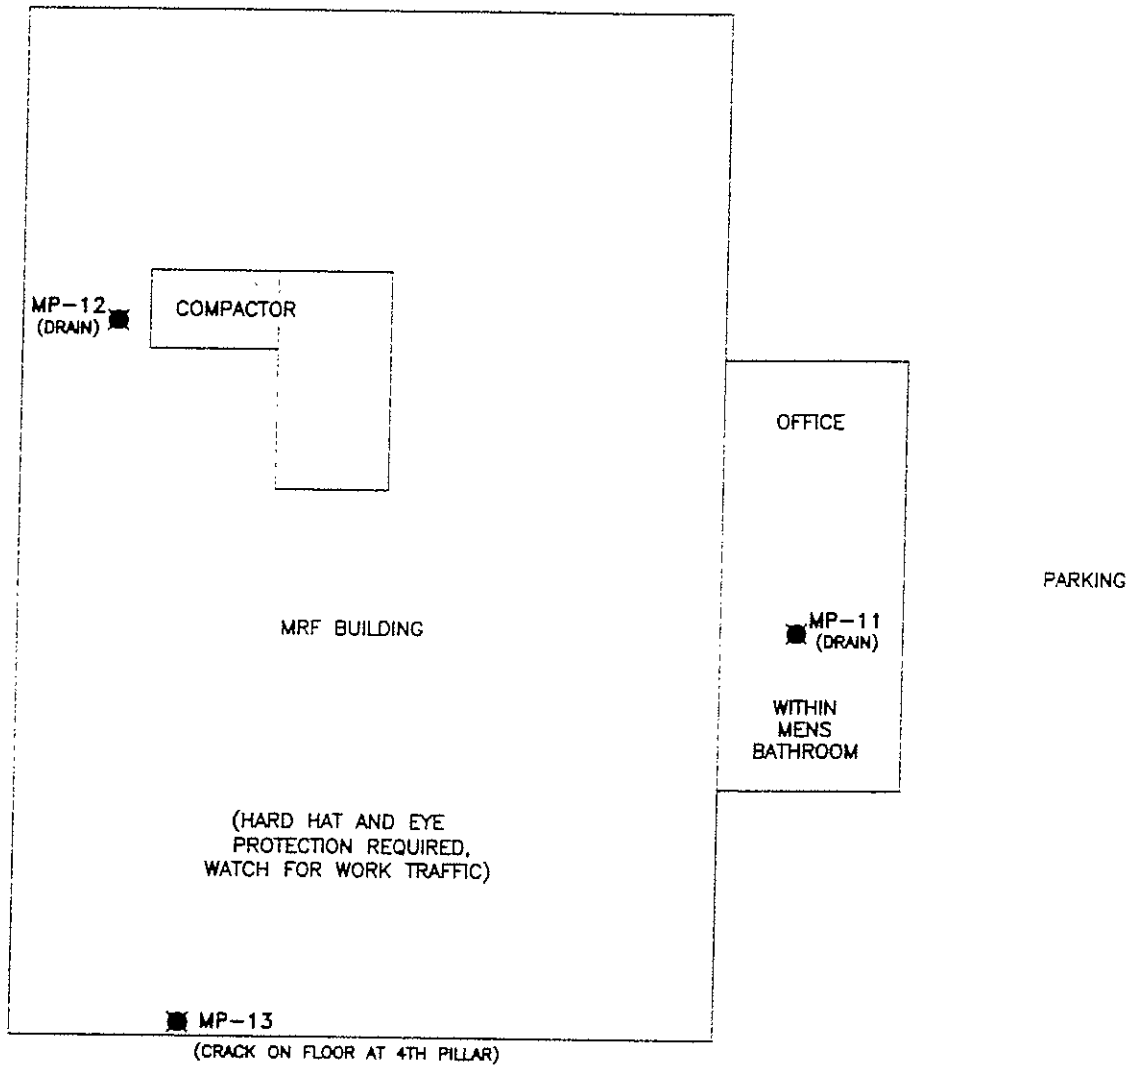 MP-12
(DRAIN)
COMPACTOR
OFFICE
PARKING
MRF BUILDING
MP-11
(DRAIN)
WITHIN
MENS
BATHROOM
(HARD HAT AND EYE
PROTECTION REQUIRED,
WATCH FOR WORK TRAFFIC)
MP-13
(CRACK ON FLOOR AT 4TH PILLAR)